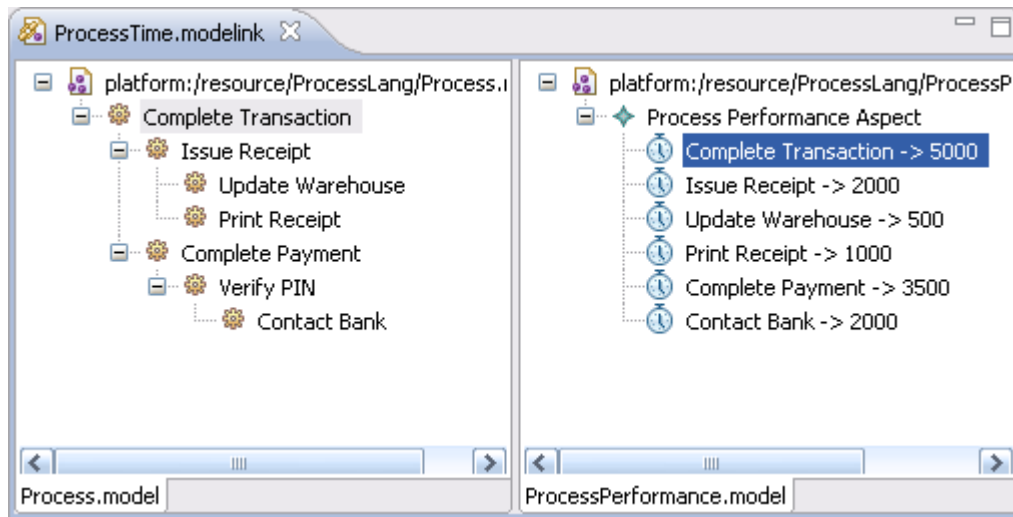 ProcessTime.modelink
platform:/resource/ProcessLang/Process.
Complete Transaction
Issue Receipt
Update Warehouse
Print Receipt
Complete Payment
Verify PIN
Contact Bank
Process.model
platform:/resource/ProcessLang/ProcessP
Process Performance Aspect
Complete Transaction -> 5000
Issue Receipt -> 2000
Update Warehouse -> 500
Print Receipt -> 1000
Complete Payment -> 3500
Contact Bank -> 2000
ProcessPerformance.model